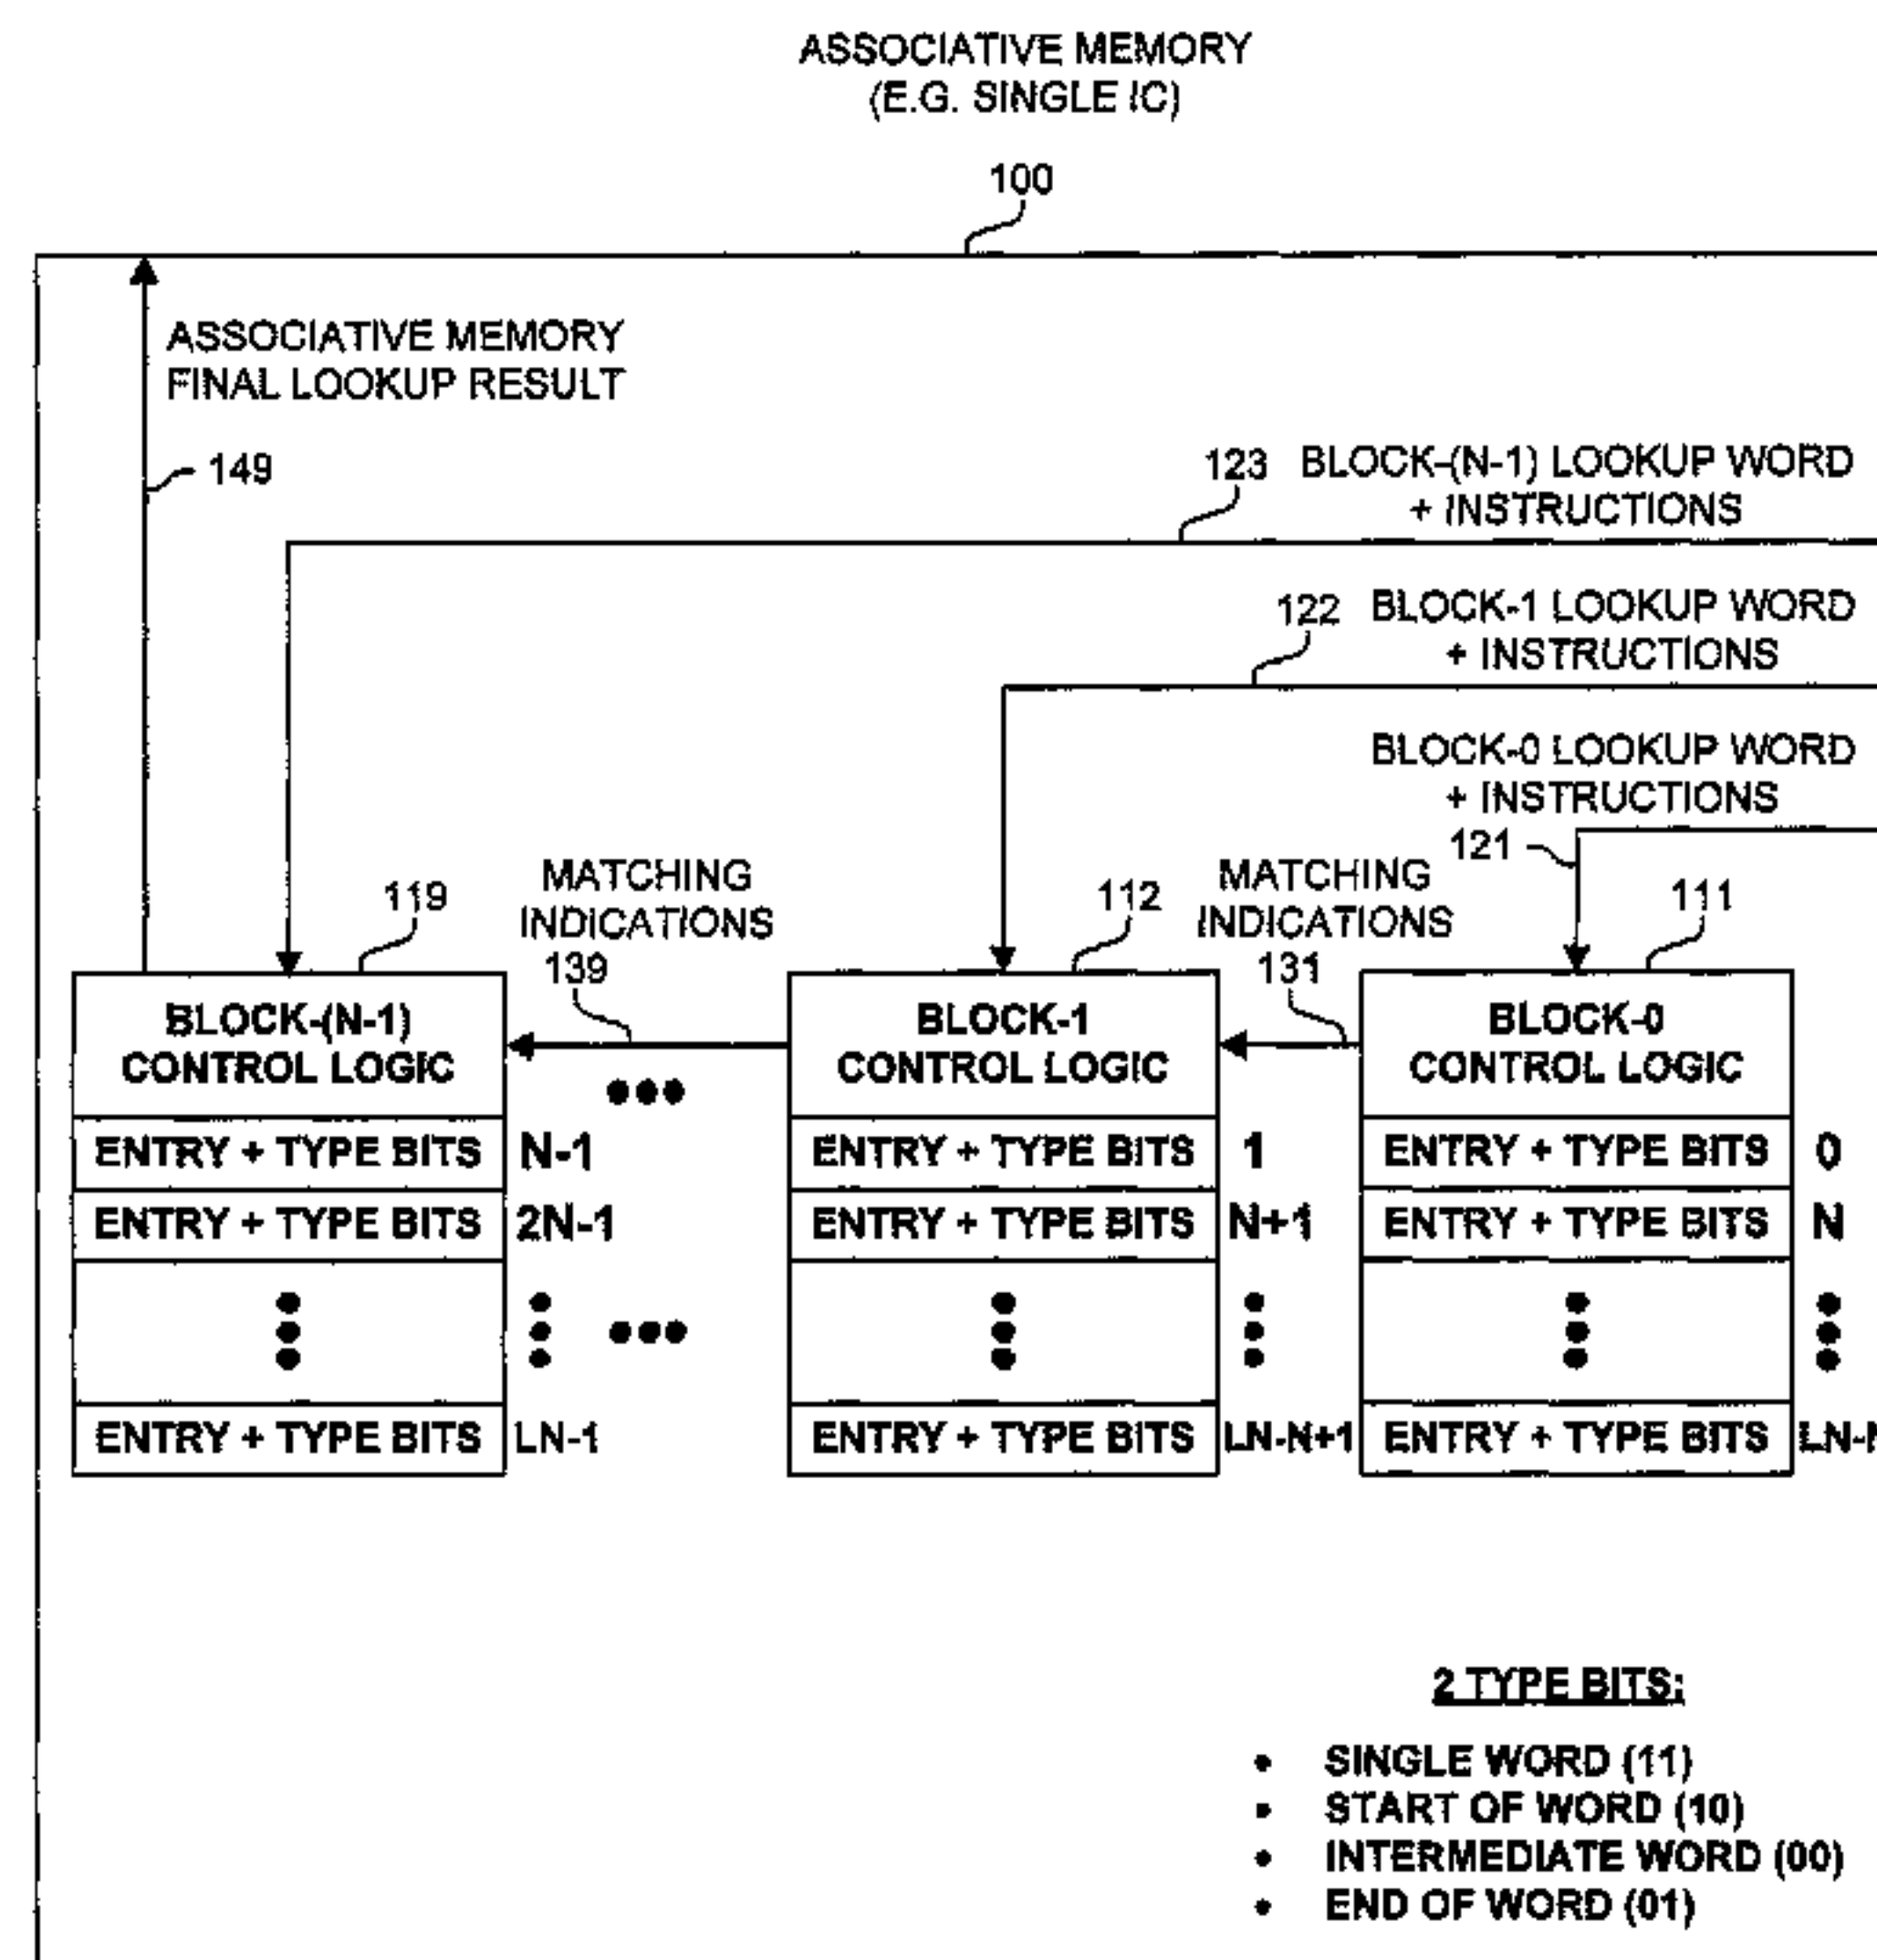 ASSOCIATIVE MEMORY
(E.G. SINGLE IC)
100
ASSOCIATIVE MEMORY
FINAL LOOKUP RESULT
149
123 BLOCK-(N-1) LOOKUP WORD
+ INSTRUCTIONS
122 BLOCK-1 LOOKUP WORD
+ INSTRUCTIONS
BLOCK-0 LOOKUP WORD
+ INSTRUCTIONS
121
119
MATCHING
INDICATIONS
139
112
MATCHING
INDICATIONS
131
111
BLOCK-(N-1)
CONTROL LOGIC
BLOCK-1
CONTROL LOGIC
BLOCK-0
CONTROL LOGIC
ENTRY + TYPE BITS N-1 ENTRY + TYPE BITS 1 ENTRY + TYPE BITS 0
ENTRY + TYPE BITS 2N-1 ENTRY + TYPE BITS N+1 ENTRY + TYPE BITS N
ENTRY + TYPE BITS LN-1 ENTRY + TYPE BITS LN-N+1 ENTRY + TYPE BITS
2 TYPE BITS:
• SINGLE WORD (11)
• START OF WORD (10)
• INTERMEDIATE WORD (00)
• END OF WORD (01)